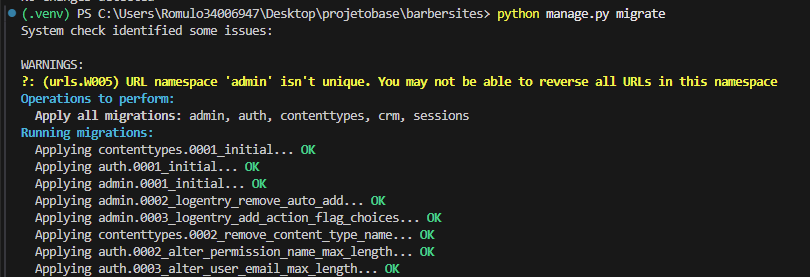 (.venv) PS C:\Users\Romulo34006947\Desktop\projetobase\barbersites> python manage.py migrate
System check identified some issues:
WARNINGS:
?: (urls.W005) URL namespace 'admin' isn't unique. You may not be able to reverse all URLs in this namespace
Operations to perform:
Apply all migrations: admin, auth, contenttypes, crm, sessions
Running migrations:
Applying contenttypes.0001_initial... OK
Applying auth.0001_initial... OK
Applying admin.0001_initial... OK
Applying admin.0002_logentry_remove_auto_add... OK
Applying admin.0003_logentry_add_action_flag_choices... OK
Applying contenttypes.0002_remove_content_type_name... OK
Applying auth.0002_alter_permission_name_max_length... OK
Applying auth.0003_alter_user_email_max_length... OK